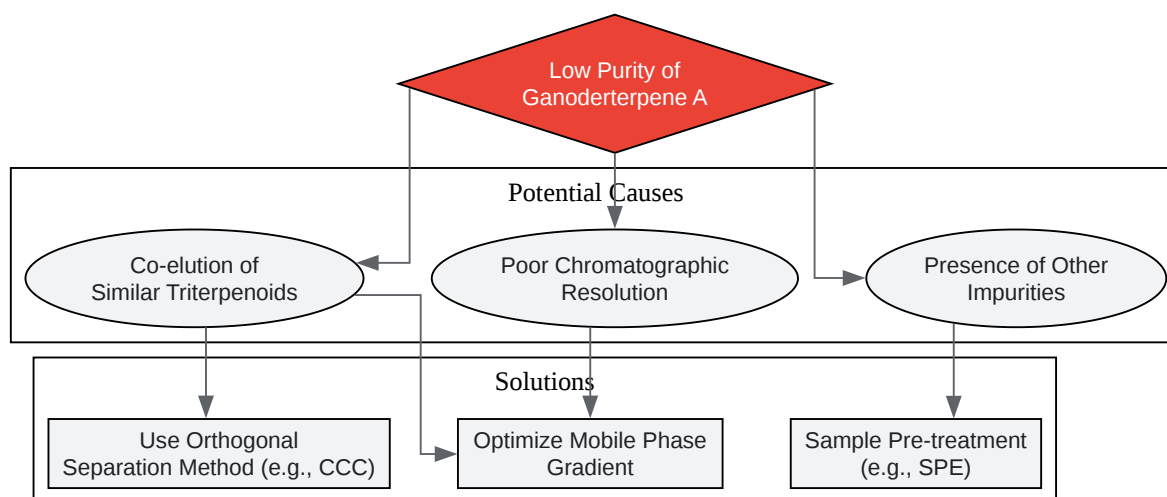 Low Purity of
Ganoderterpene A
Potential Causes
Co-elution of
Similar Triterpenoids
Poor Chromatographic
Resolution
Presence of Other
Impurities
Solutions
Use Orthogonal
Separation Method (e.g., CCC)
Optimize Mobile Phase
Gradient
Sample Pre-treatment
(e.g., SPE)